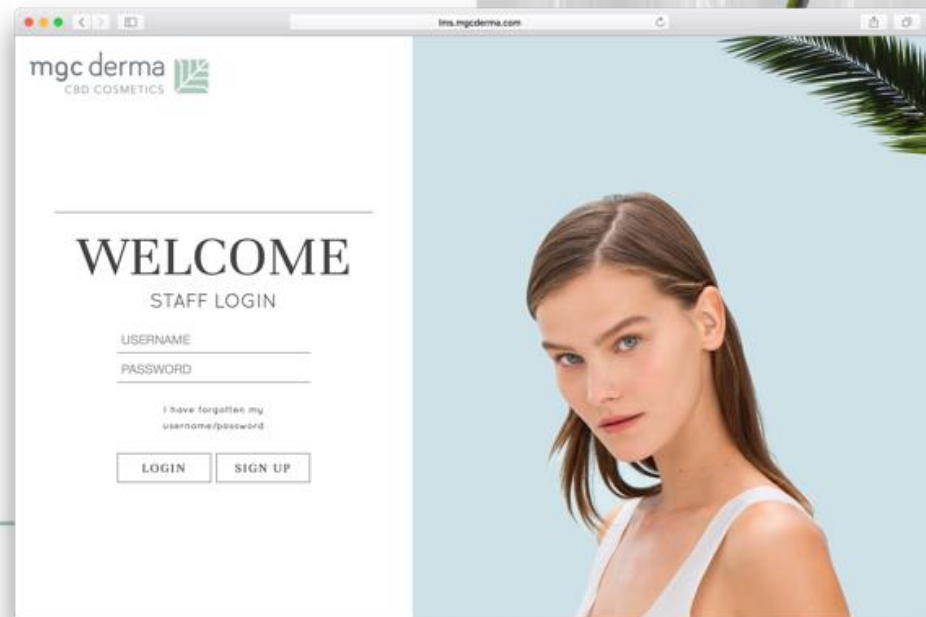 lms.mgcderma.com
mgc derma
CBD COSMETICS
WELCOME
STAFF LOGIN
USERNAME
PASSWORD
I have forgotten my
username/password
LOGIN
SIGN UP